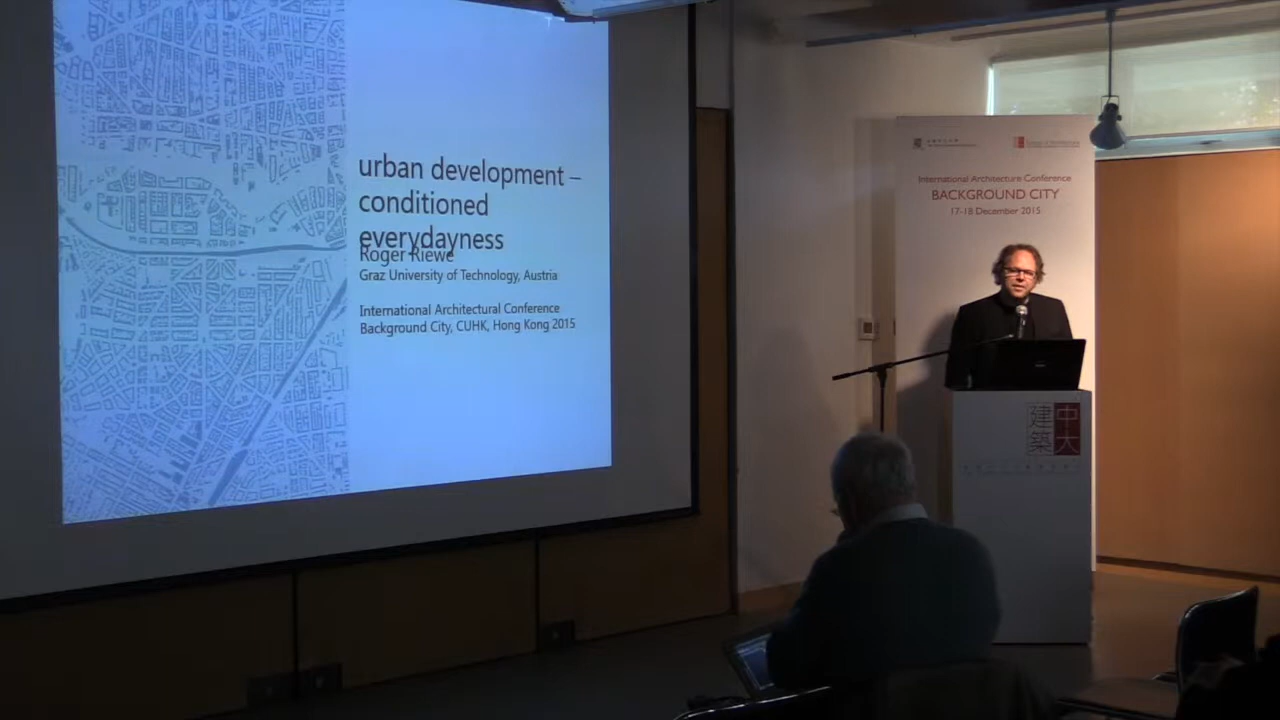 urban development –
conditioned
everydayness
Roger Riewe
Graz University of Technology, Austria
International Architectural Conference
Background City, CUHK, Hong Kong 2015
International Architecture Conference
BACKGROUND CITY
17-18 December 2015
建築
中大